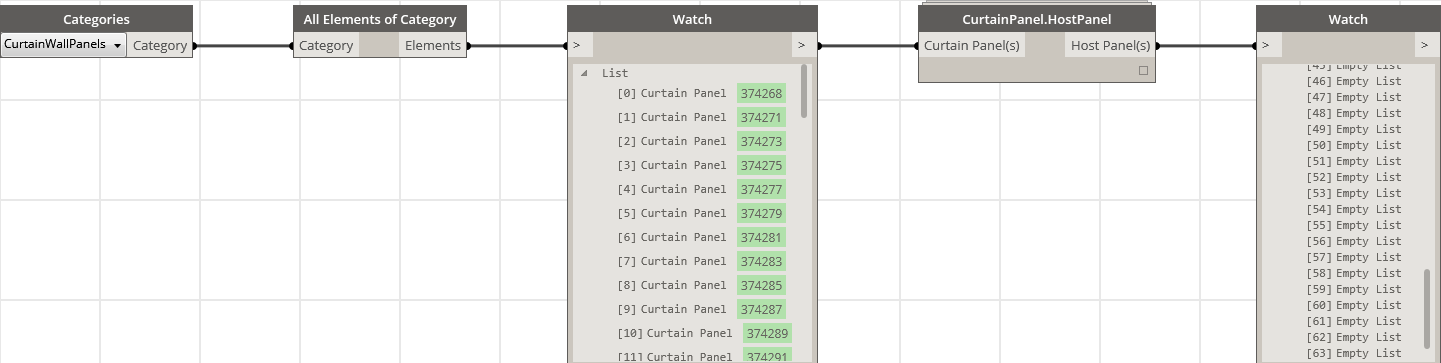 Categories
CurtainWallPanels Category
All Elements of Category
Category Elements
Watch
> >
List
[0] Curtain Panel 374268
[1] Curtain Panel 374271
[2] Curtain Panel 374273
[3] Curtain Panel 374275
[4] Curtain Panel 374277
[5] Curtain Panel 374279
[6] Curtain Panel 374281
[7] Curtain Panel 374283
[8] Curtain Panel 374285
[9] Curtain Panel 374287
[10] Curtain Panel 374289
[11] Curtain Panel 374291
CurtainPanel.HostPanel
Curtain Panel(s) Host Panel(s)
Watch
> >
[45] Empty List
[46] Empty List
[47] Empty List
[48] Empty List
[49] Empty List
[50] Empty List
[51] Empty List
[52] Empty List
[53] Empty List
[54] Empty List
[55] Empty List
[56] Empty List
[57] Empty List
[58] Empty List
[59] Empty List
[60] Empty List
[61] Empty List
[62] Empty List
[63] Empty List